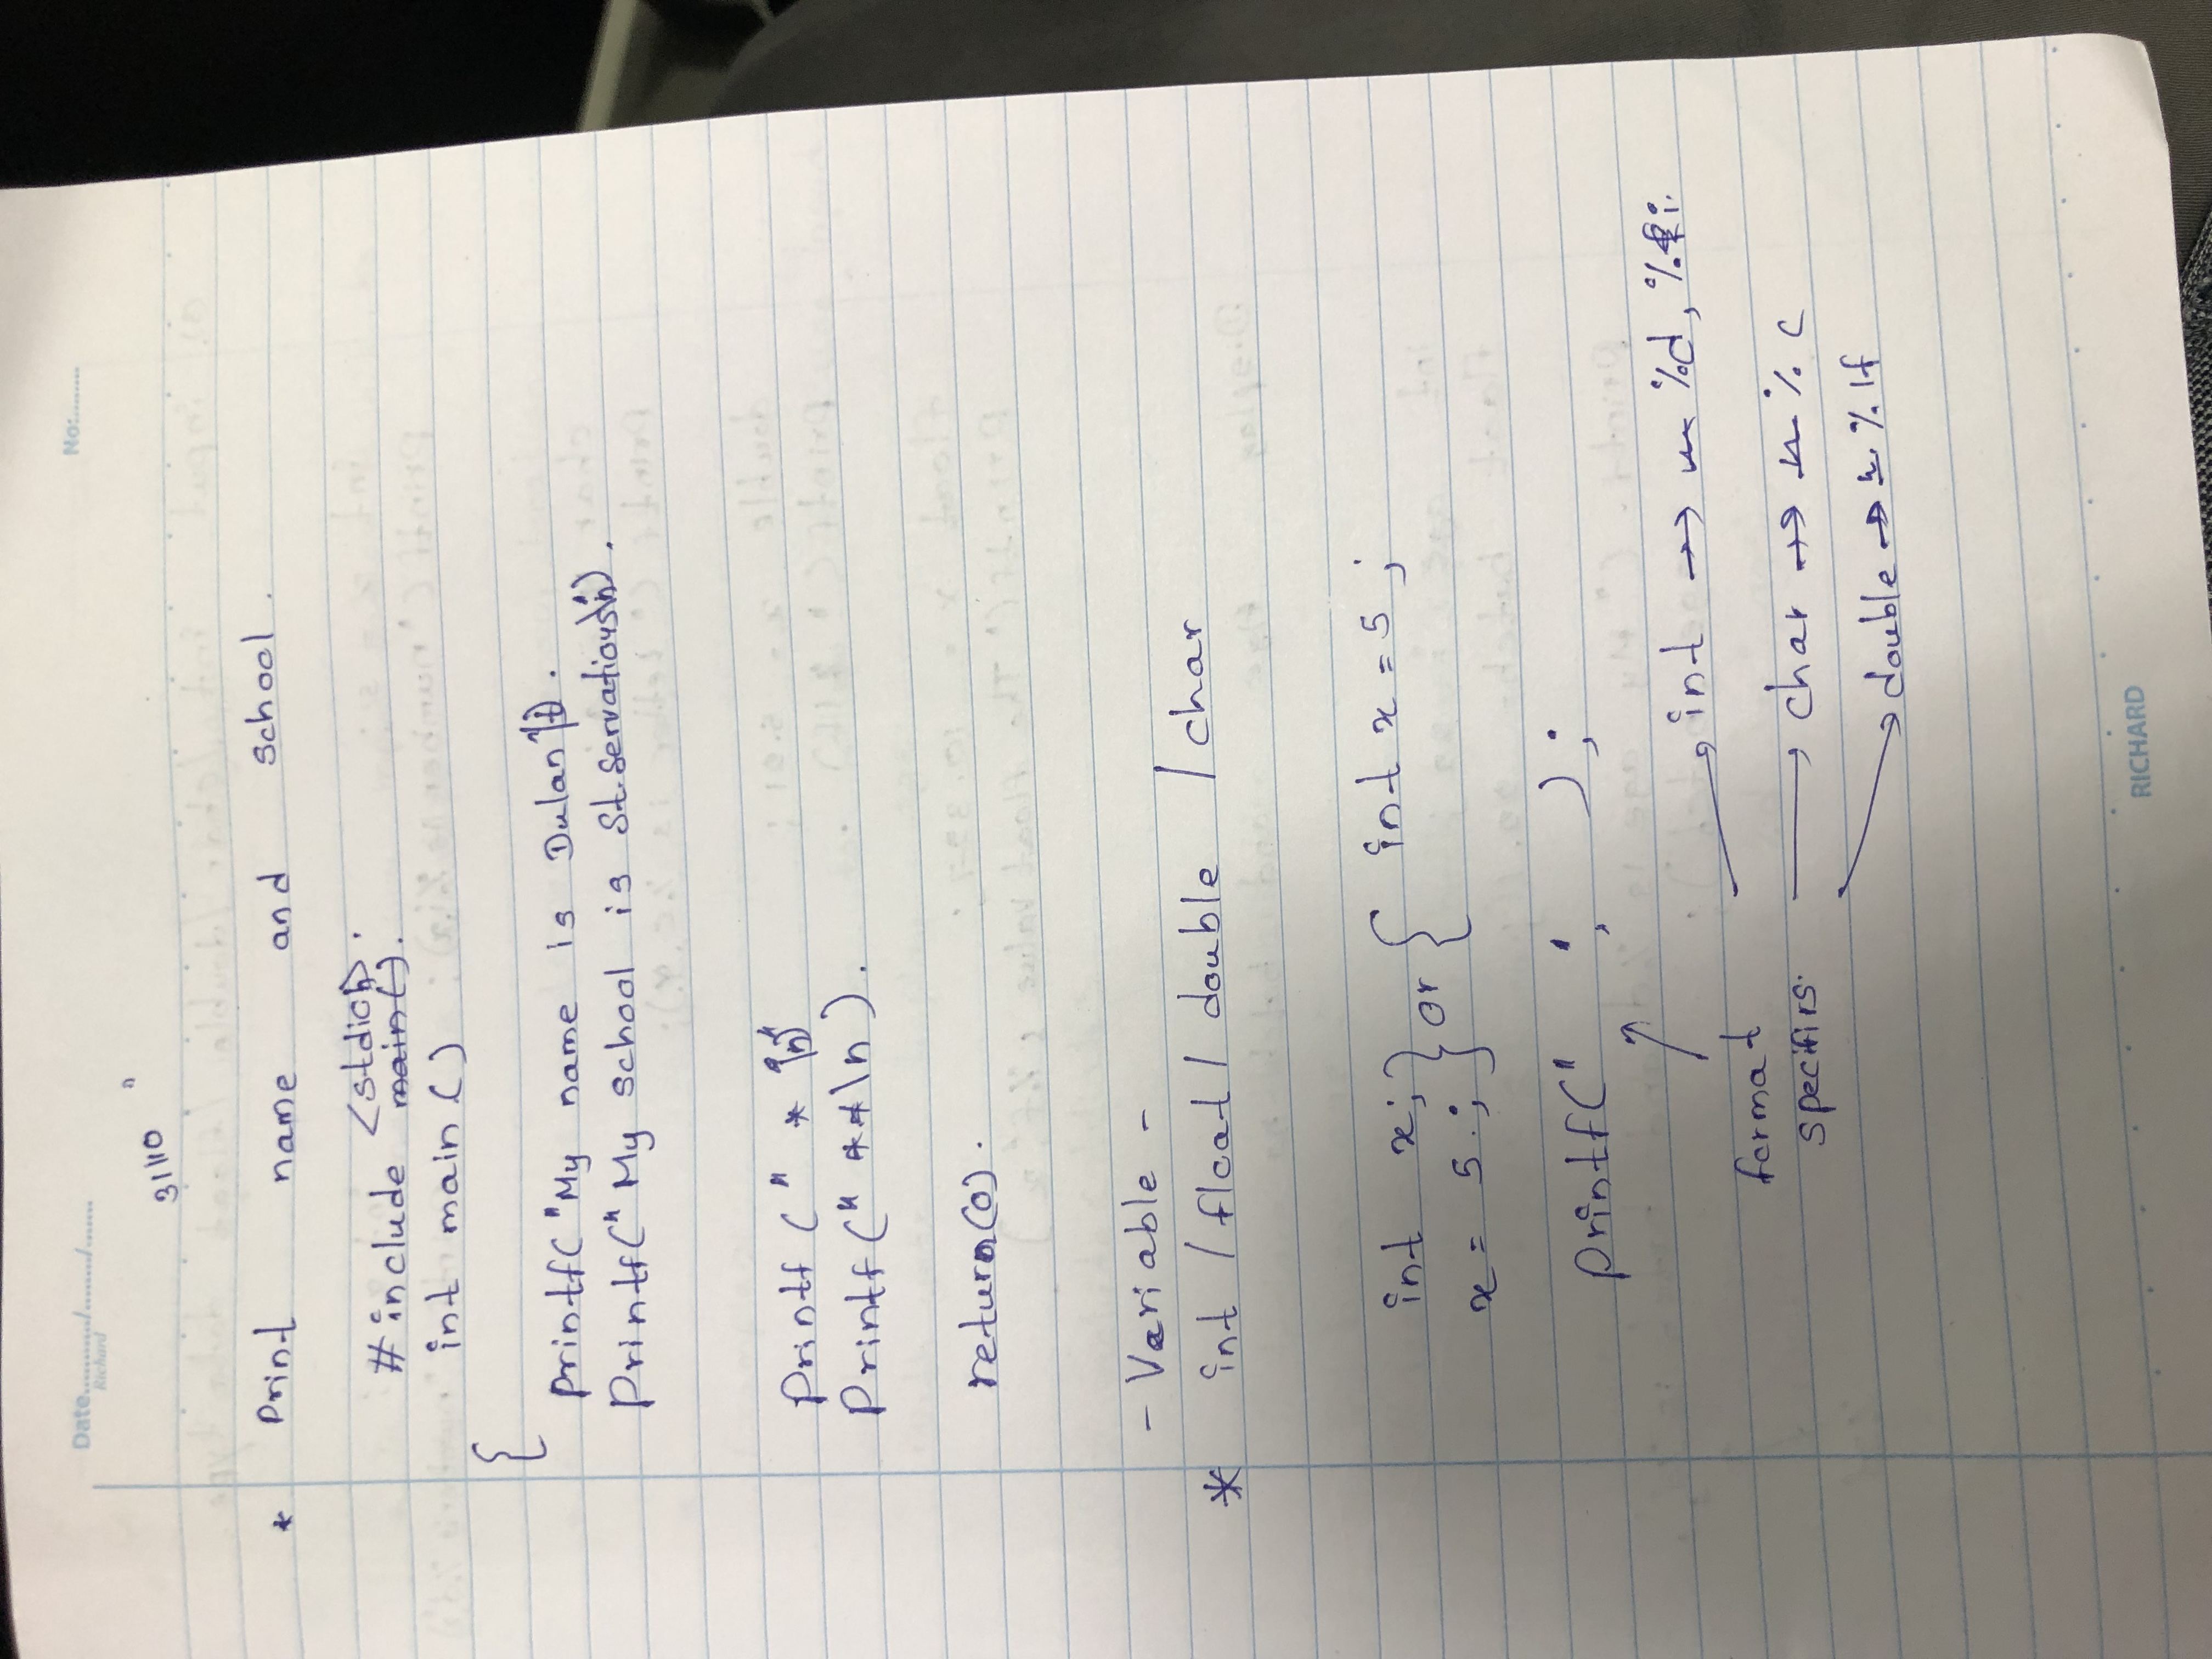 Date.........../......../.......
Richard
No:........
31/10
* Print name and school.
<stdioh>.
#include main().
int main ()
{
printf("My name is Dulan").
Printf(" My school is St.servatious\n").
Printf (" * \n"
Printf(" **\n ).
return(0).
- Variable -
* int / float / double / char
int x; } or { int x = 5 ;
x = 5.;
printf(" ", );
format
specifirs.
int →→ %d, %i.
char →→ %c
double → %lf
RICHARD